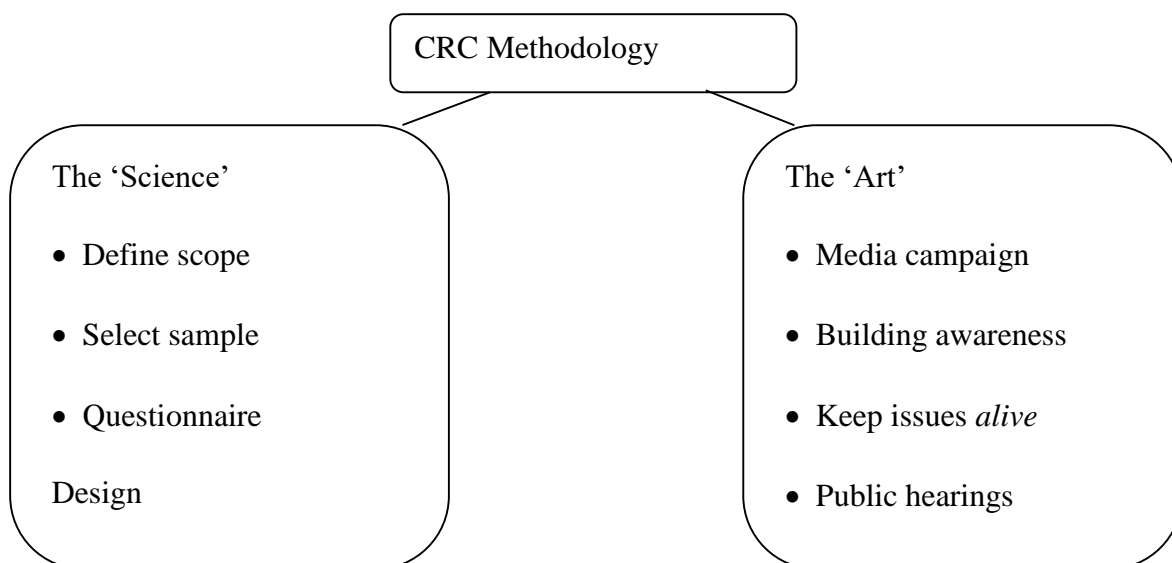 CRC Methodology
The ‘Science’
• Define scope
• Select sample
• Questionnaire
Design
The ‘Art’
• Media campaign
• Building awareness
• Keep issues alive
• Public hearings